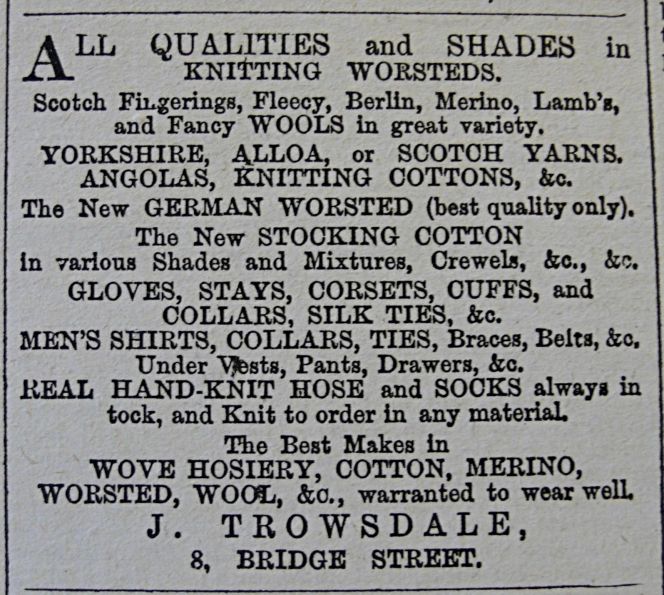 ALL QUALITIES and SHADES in
KNITTING WORSTEDS.
Scotch Fingerings, Fleecy, Berlin, Merino, Lamb's,
and Fancy WOOLS in great variety.
YORKSHIRE, ALLOA, or SCOTCH YARNS.
ANGOLAS, KNITTING COTTONS, &c.
The New GERMAN WORSTED (best quality only).
The New STOCKING COTTON
in various Shades and Mixtures, Crewels, &c., &c.
GLOVES, STAYS, CORSETS, CUFFS, and
COLLARS, SILK TIES, &c.
MEN'S SHIRTS, COLLARS, TIES, Braces, Belts, &c.
Under Vests, Pants, Drawers, &c.
REAL HAND-KNIT HOSE and SOCKS always in
tock, and Knit to order in any material.
The Best Makes in
WOVE HOSIERY, COTTON, MERINO,
WORSTED, WOOL, &c., warranted to wear well.
J. TROWSDALE,
8, BRIDGE STREET.